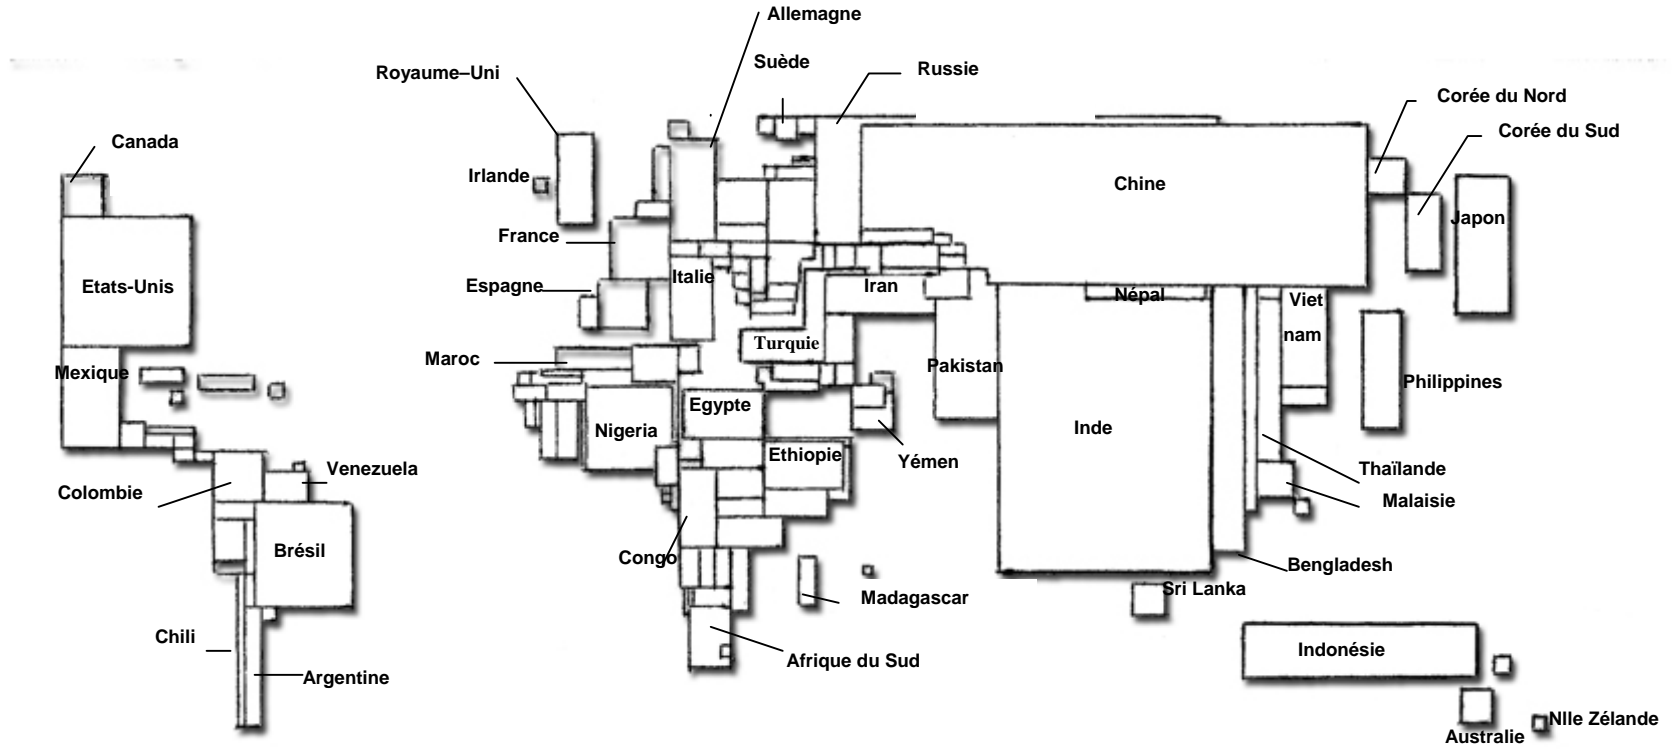 Allemagne
Suède
Russie
Royaume–Uni
Corée du Nord
Corée du Sud
Canada
Irlande
Chine
Japon
France
Etats-Unis
Espagne
Italie
Iran
Népal
Viet
nam
Turquie
Maroc
Mexique
Pakistan
Philippines
Egypte
Nigeria
Inde
Ethiopie
Yémen
Venezuela
Thaïlande
Colombie
Malaisie
Brésil
Congo
Bengladesh
Madagascar
Sri Lanka
Chili
Afrique du Sud
Indonésie
Argentine
Nlle Zélande
Australie